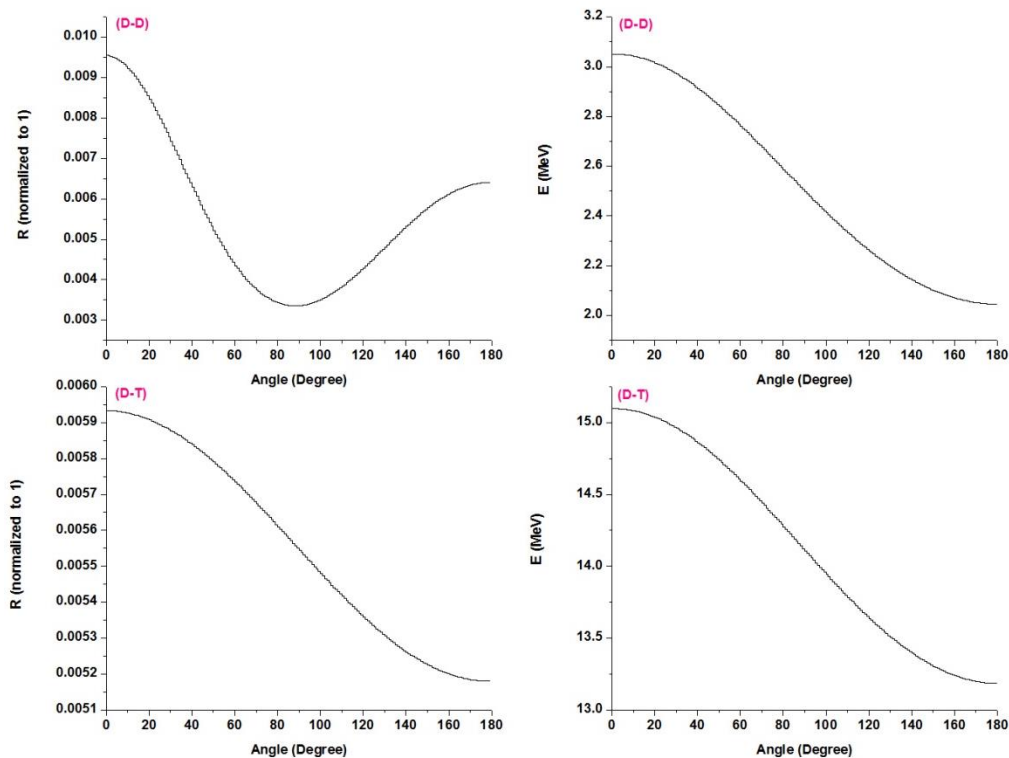 (D-D)
R (normalized to 1)
0.010
0.009
0.008
0.007
0.006
0.005
0.004
0.003
0 20 40 60 80 100 120 140 160 180
Angle (Degree)
(D-D)
E (MeV)
3.2
3.0
2.8
2.6
2.4
2.2
2.0
0 20 40 60 80 100 120 140 160 180
Angle (Degree)
(D-T)
R (normalized to 1)
0.0060
0.0059
0.0058
0.0057
0.0056
0.0055
0.0054
0.0053
0.0052
0.0051
0 20 40 60 80 100 120 140 160 180
Angle (Degree)
(D-T)
E (MeV)
15.0
14.5
14.0
13.5
13.0
0 20 40 60 80 100 120 140 160 180
Angle (Degree)